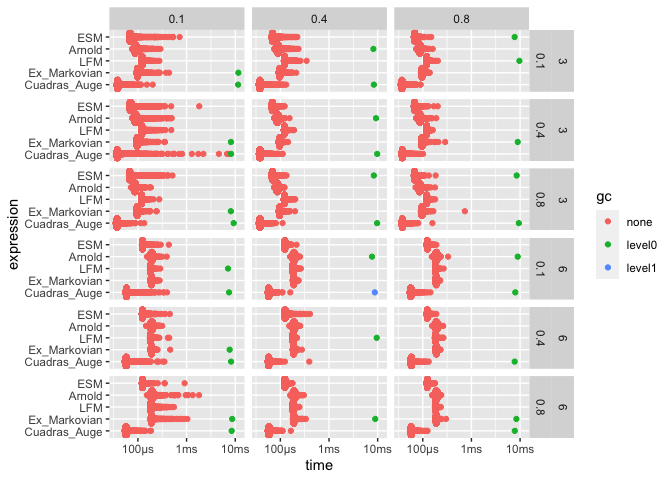 0.1 0.4 0.8
ESM
Arnold
LFM
Ex_Markovian
Cuadras_Auge
0.1 3
ESM
Arnold
LFM
Ex_Markovian
Cuadras_Auge
0.4 3
ESM
Arnold
LFM
Ex_Markovian
Cuadras_Auge
0.8 3
ESM
Arnold
LFM
Ex_Markovian
Cuadras_Auge
0.1 6
ESM
Arnold
LFM
Ex_Markovian
Cuadras_Auge
0.4 6
ESM
Arnold
LFM
Ex_Markovian
Cuadras_Auge
0.8 6
100µs 1ms 10ms 100µs 1ms 10ms 100µs 1ms 10ms
time
expression
gc
none
level0
level1